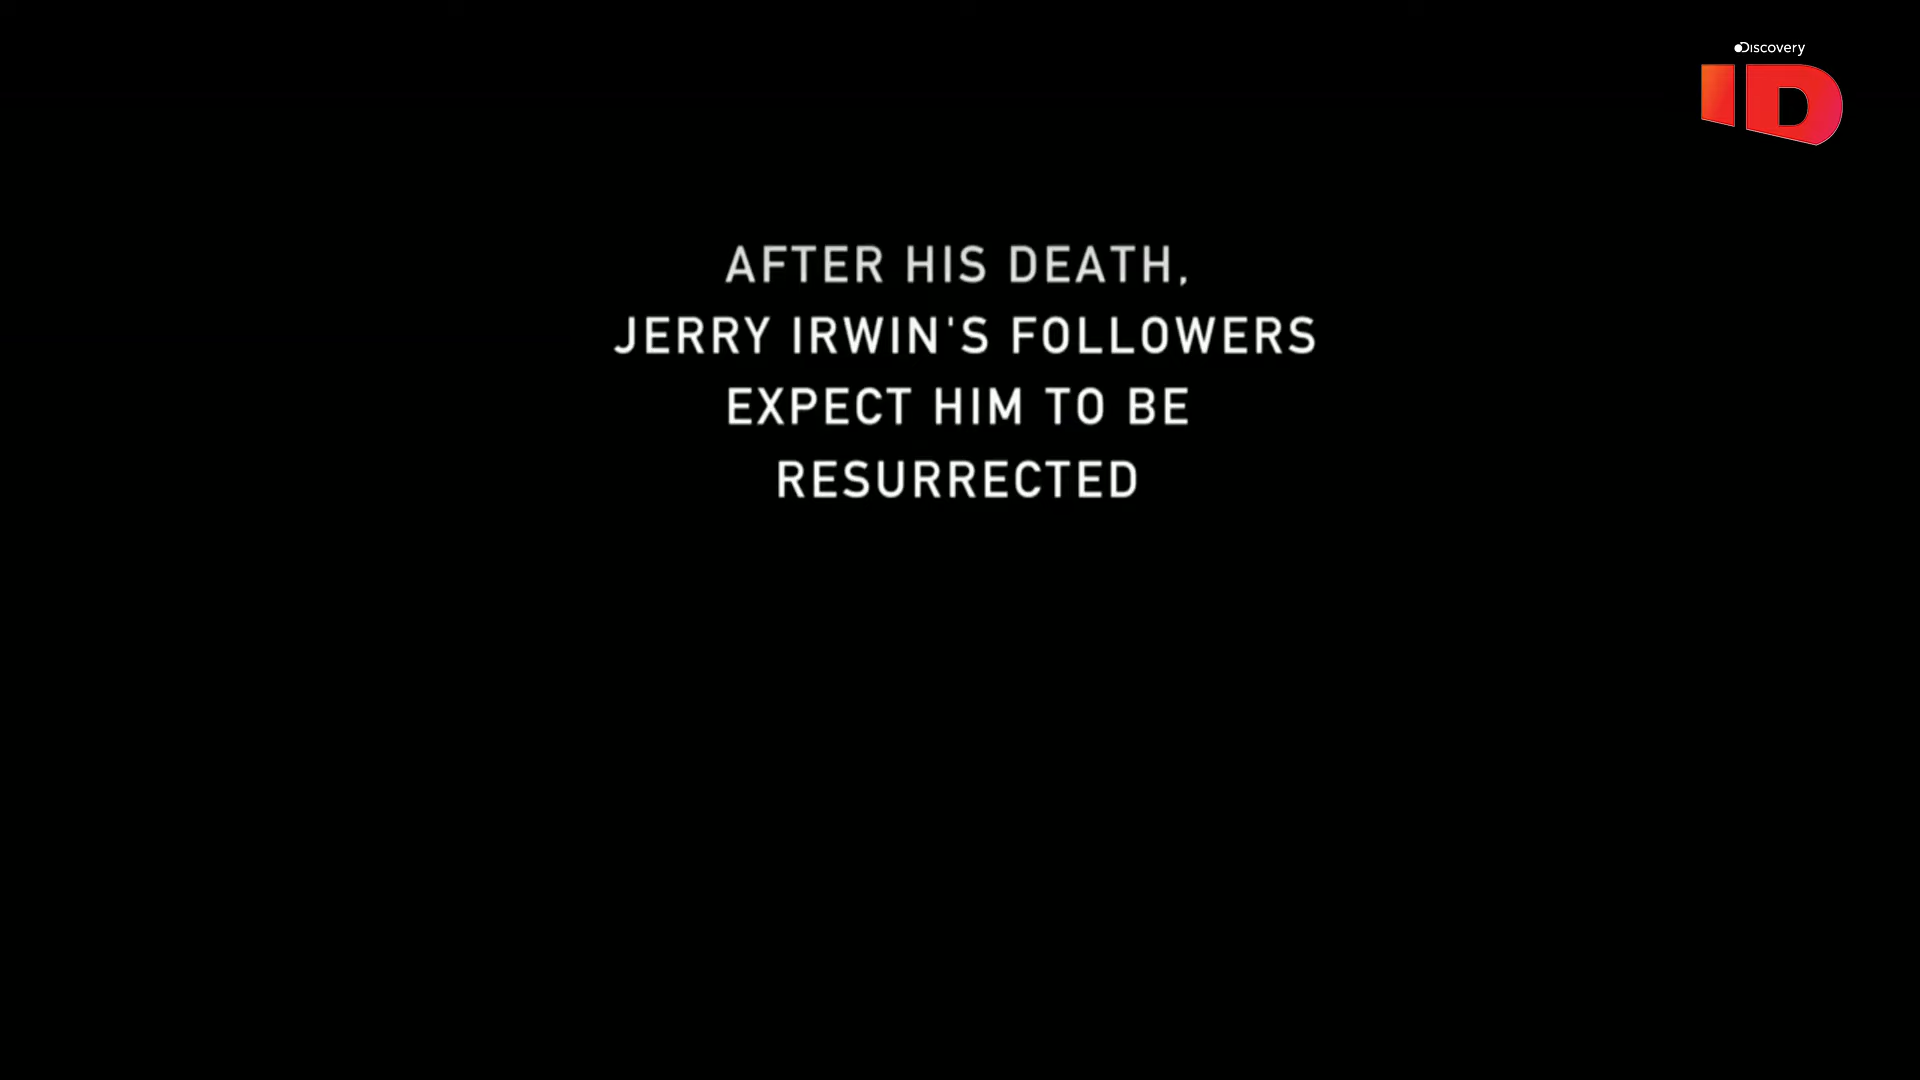 Discovery
ID
AFTER HIS DEATH,
JERRY IRWIN'S FOLLOWERS
EXPECT HIM TO BE
RESURRECTED